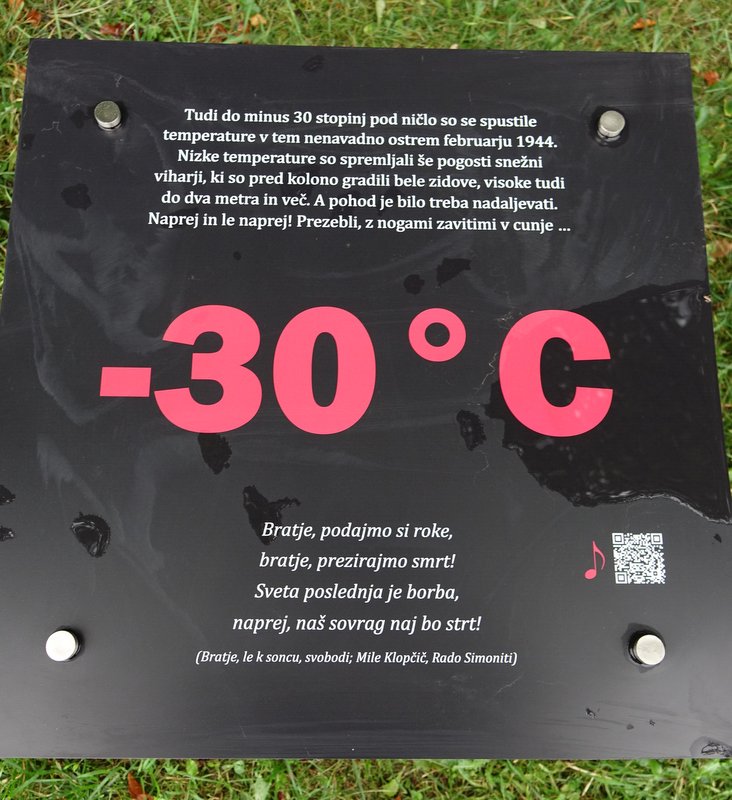 Tudi do minus 30 stopinj pod ničlo so se spustile
temperature v tem nenavadno ostrem februarju 1944.
Nizke temperature so spremljali še pogosti snežni
viharji, ki so pred kolono gradili bele zidove, visoke tudi
do dva metra in več. A pohod je bilo treba nadaljevati.
Naprej in le naprej! Prezebli, z nogami zavitimi v cunje ...
-30 °C
Bratje, podajmo si roke,
bratje, prezirajmo smrt!
Sveta poslednja je borba,
naprej, naš sovrag naj bo strt!
(Bratje, le k soncu, svobodi; Mile Klopčič, Rado Simoniti)